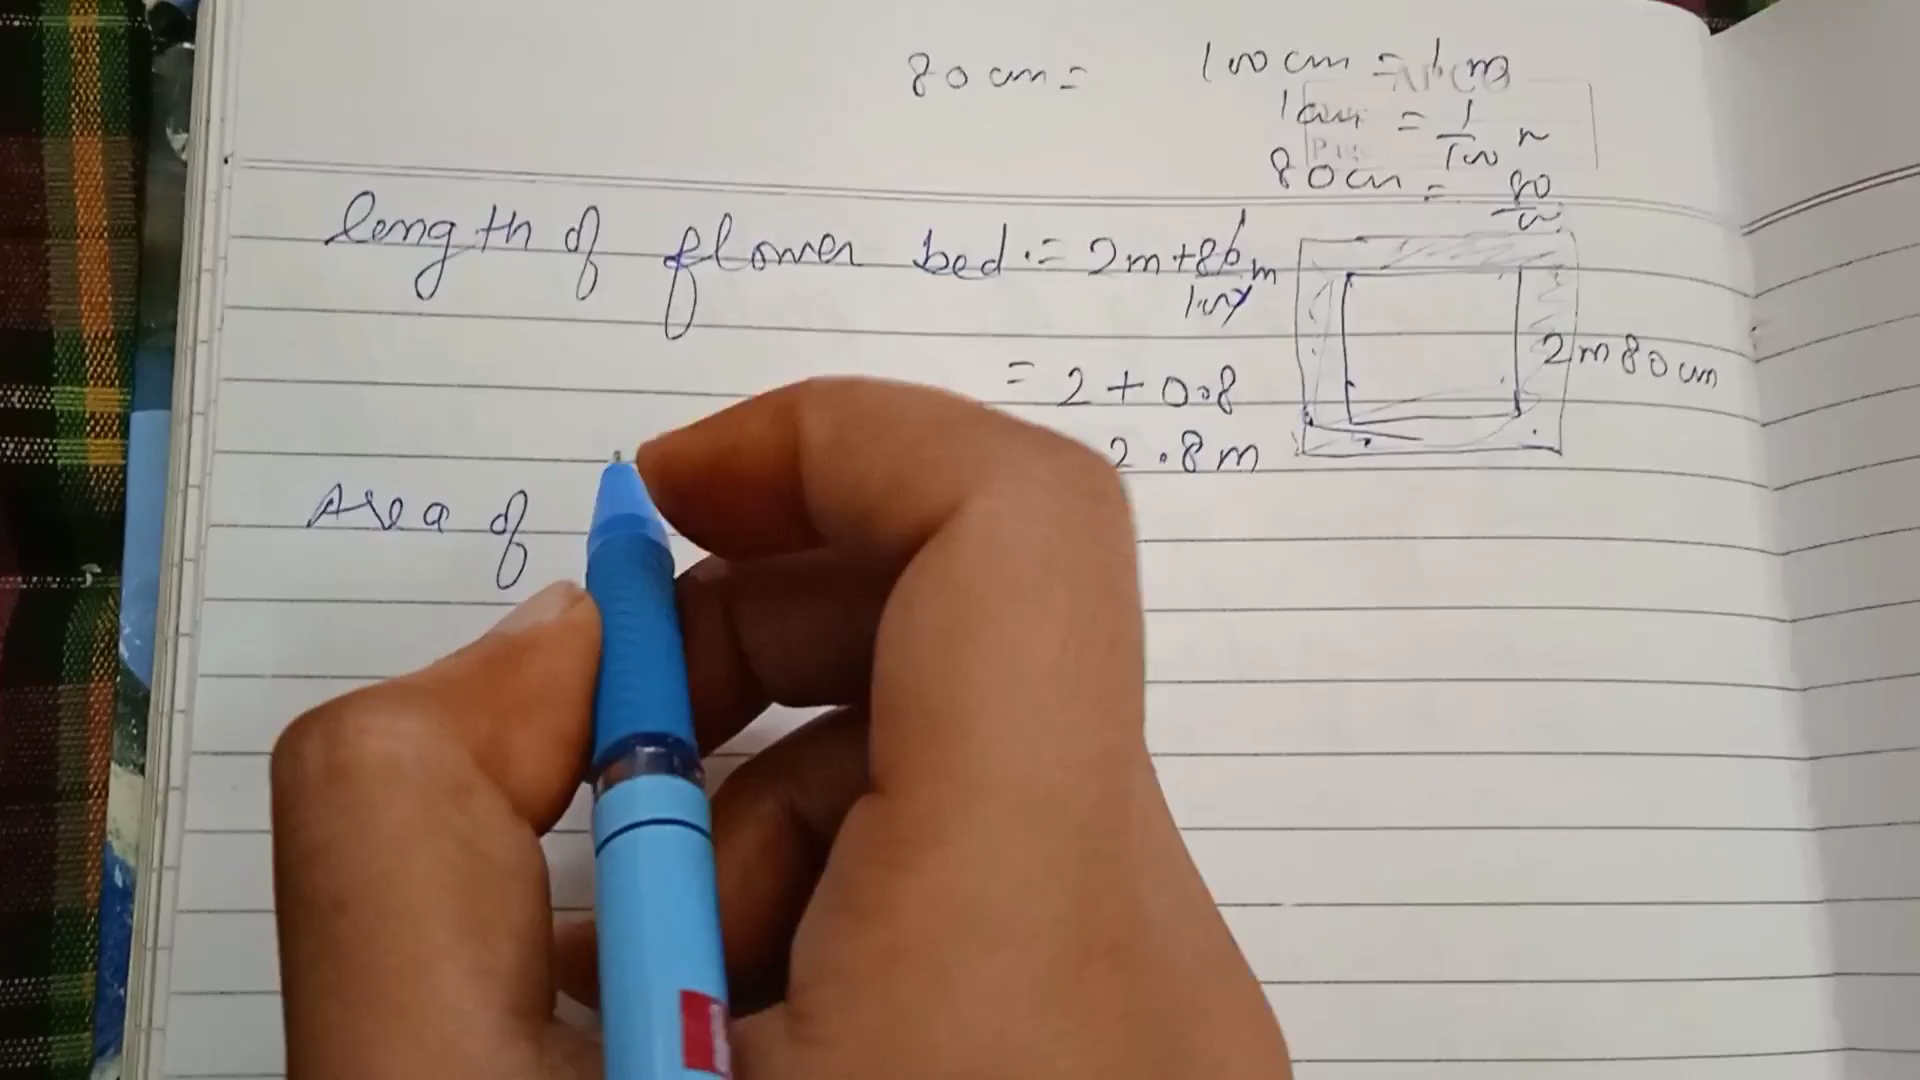 80 cm =
100 cm = 1 m
1 cm = 1/100 m
80 cm = 80/100
length of flower bed = 2m + 80/100 m
= 2 + 0.8
2.8 m
2m 80 cm
Area of